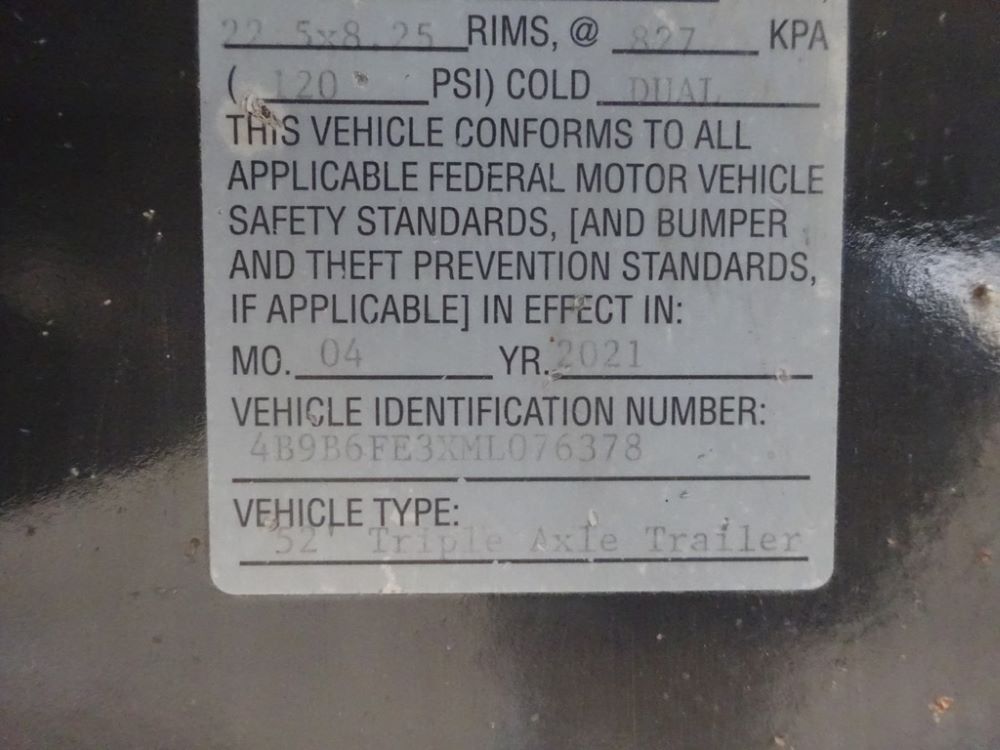 22.5x8.25 RIMS, @ 827 KPA
( 120 PSI) COLD DUAL
THIS VEHICLE CONFORMS TO ALL
APPLICABLE FEDERAL MOTOR VEHICLE
SAFETY STANDARDS, [AND BUMPER
AND THEFT PREVENTION STANDARDS,
IF APPLICABLE] IN EFFECT IN:
MO. 04 YR. 2021
VEHICLE IDENTIFICATION NUMBER:
4B9B6FE3XML076378
VEHICLE TYPE:
52' Triple Axle Trailer